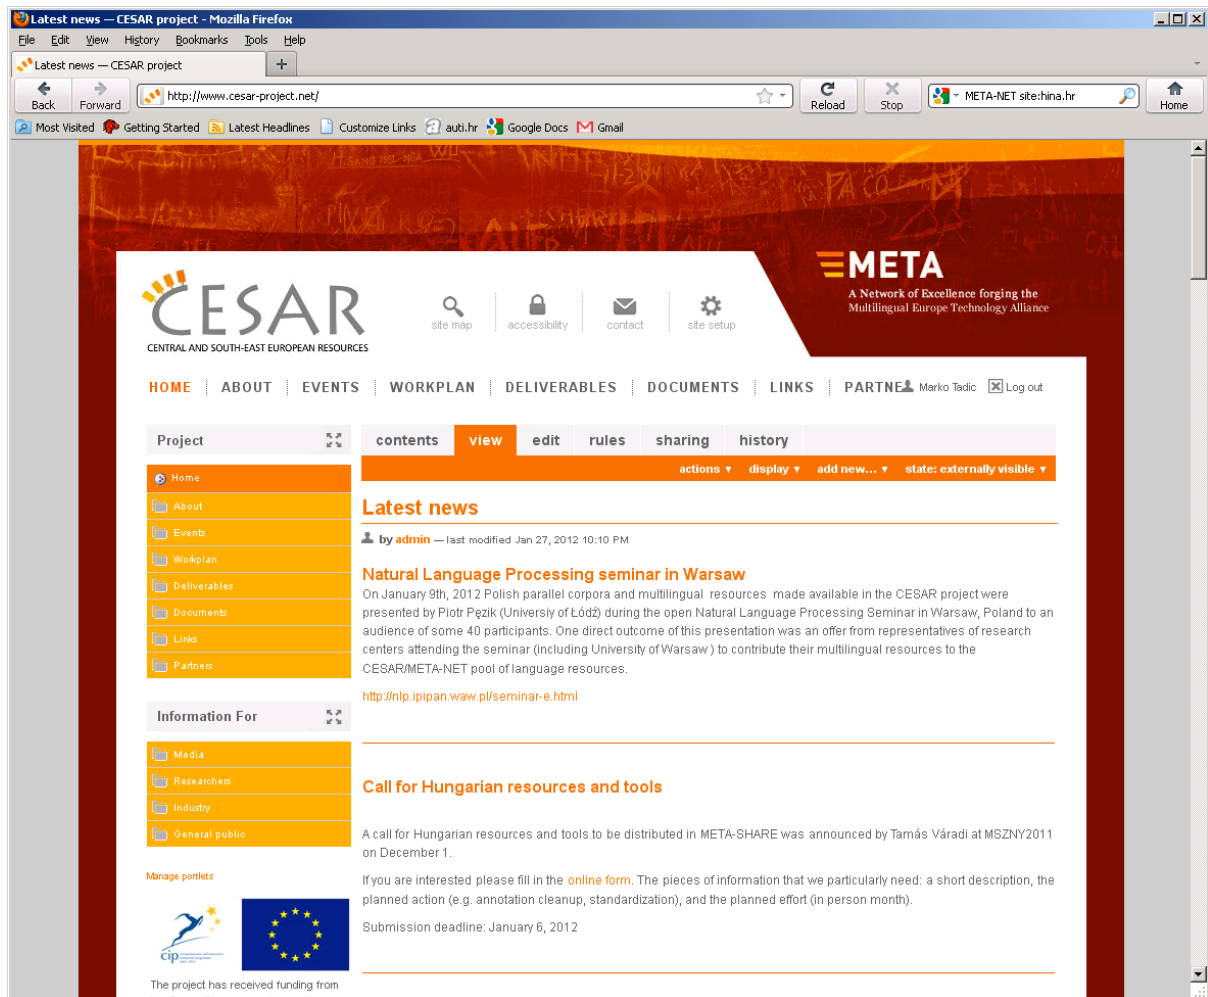 Latest news — CESAR project - Mozilla Firefox
File Edit View History Bookmarks Tools Help
Latest news — CESAR project
Back Forward http://www.cesar-project.net/ Reload Stop META-NET site:hina.hr Home
Most Visited Getting Started Latest Headlines Customize Links auti.hr Google Docs Gmail
META
A Network of Excellence forging the
Multilingual Europe Technology Alliance
CESAR
CENTRAL AND SOUTH-EAST EUROPEAN RESOURCES
site map accessibility contact site setup
HOME ABOUT EVENTS WORKPLAN DELIVERABLES DOCUMENTS LINKS PARTNE Marko Tadic Log out
Project
Home
About
Events
Workplan
Deliverables
Documents
Links
Partners
Information For
Media
Researchers
Industry
General public
Manage portlets
cip
The project has received funding from
contents view edit rules sharing history
actions ▼ display ▼ add new... ▼ state: externally visible ▼
Latest news
by admin — last modified Jan 27, 2012 10:10 PM
Natural Language Processing seminar in Warsaw
On January 9th, 2012 Polish parallel corpora and multilingual resources made available in the CESAR project were
presented by Piotr Pęzik (Universiy of Łódź) during the open Natural Language Processing Seminar in Warsaw, Poland to an
audience of some 40 participants. One direct outcome of this presentation was an offer from representatives of research
centers attending the seminar (including University of Warsaw ) to contribute their multilingual resources to the
CESAR/META-NET pool of language resources.
http://nlp.ipipan.waw.pl/seminar-e.html
Call for Hungarian resources and tools
A call for Hungarian resources and tools to be distributed in META-SHARE was announced by Tamás Váradi at MSZNY2011
on December 1.
If you are interested please fill in the online form. The pieces of information that we particularly need: a short description, the
planned action (e.g. annotation cleanup, standardization), and the planned effort (in person month).
Submission deadline: January 6, 2012